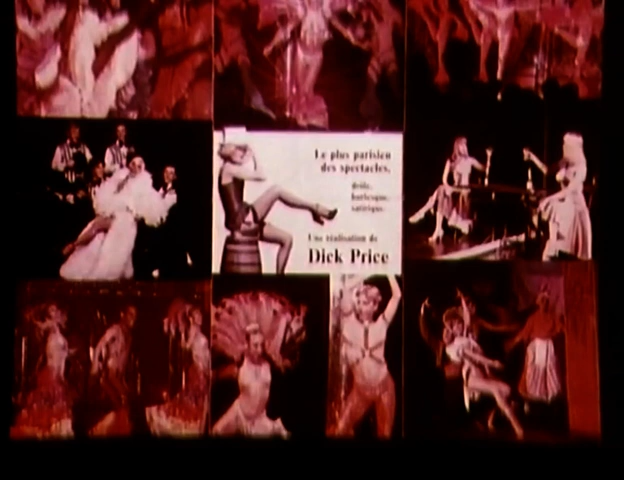 Le plus parisien
des spectacles,
drôle,
burlesque,
satirique.
Une réalisation de
Dick Price